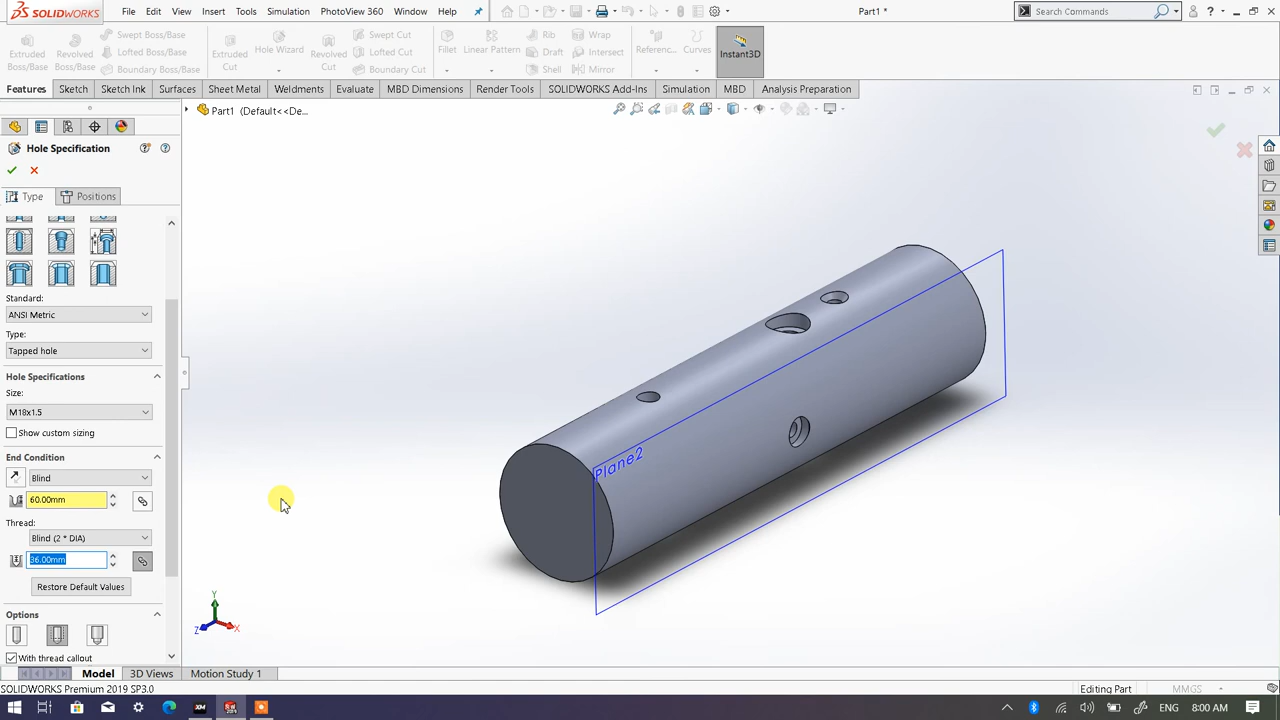 SOLIDWORKS
File Edit View Insert Tools Simulation PhotoView 360 Window Help
Part1 *
Search Commands
Extruded Boss/Base
Revolved Boss/Base
Swept Boss/Base
Lofted Boss/Base
Boundary Boss/Base
Extruded Cut
Hole Wizard
Revolved Cut
Swept Cut
Lofted Cut
Boundary Cut
Fillet
Linear Pattern
Rib
Draft
Shell
Wrap
Intersect
Mirror
Referenc...
Curves
Instant3D
Features Sketch Sketch Ink Surfaces Sheet Metal Weldments Evaluate MBD Dimensions Render Tools SOLIDWORKS Add-Ins Simulation MBD Analysis Preparation
Part1 (Default<<De...
Hole Specification
Type Positions
Standard:
ANSI Metric
Type:
Tapped hole
Hole Specifications
Size:
M18x1.5
Show custom sizing
End Condition
Blind
60.00mm
Thread:
Blind (2 * DIA)
36.00mm
Restore Default Values
Options
With thread callout
Plane2
Y
Z
X
Model 3D Views Motion Study 1
SOLIDWORKS Premium 2019 SP3.0
Editing Part
MMGS
ENG
8:00 AM